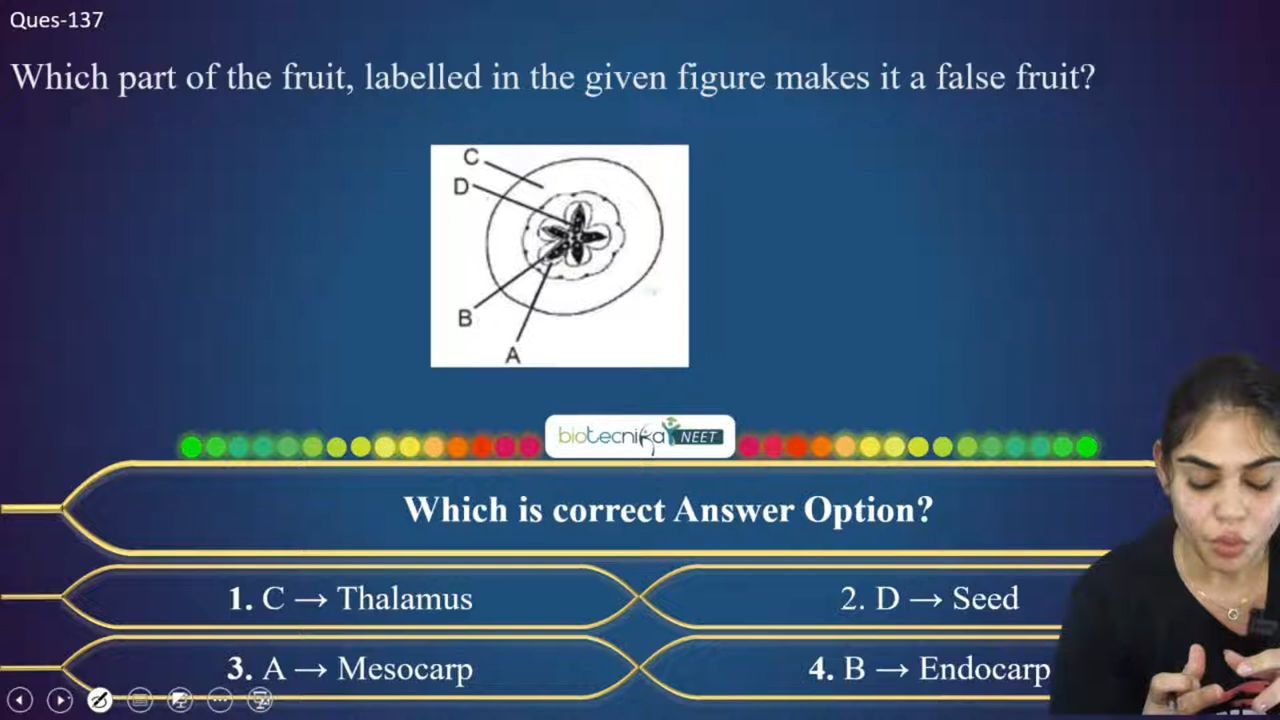 Ques-137
Which part of the fruit, labelled in the given figure makes it a false fruit?
C
D
B
A
biotecnika NEET
Which is correct Answer Option?
1. C → Thalamus
2. D → Seed
3. A → Mesocarp
4. B → Endocarp